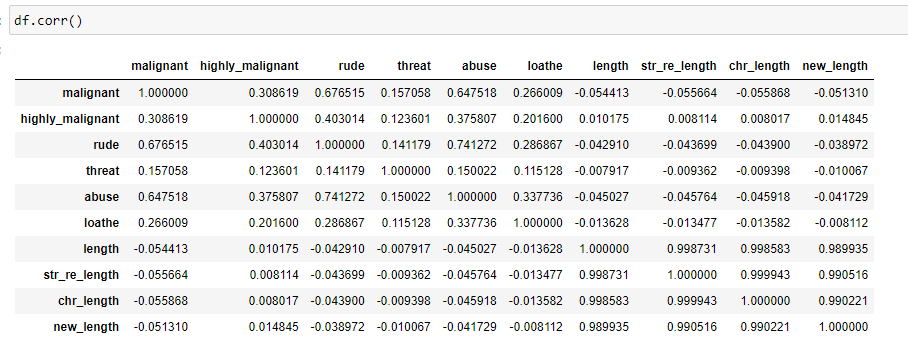 df.corr()
malignant highly_malignant rude threat abuse loathe length str_re_length chr_length new_length
malignant 1.000000 0.308619 0.676515 0.157058 0.647518 0.266009 -0.054413 -0.055664 -0.055868 -0.051310
highly_malignant 0.308619 1.000000 0.403014 0.123601 0.375807 0.201600 0.010175 0.008114 0.008017 0.014845
rude 0.676515 0.403014 1.000000 0.141179 0.741272 0.286867 -0.042910 -0.043699 -0.043900 -0.038972
threat 0.157058 0.123601 0.141179 1.000000 0.150022 0.115128 -0.007917 -0.009362 -0.009398 -0.010067
abuse 0.647518 0.375807 0.741272 0.150022 1.000000 0.337736 -0.045027 -0.045764 -0.045918 -0.041729
loathe 0.266009 0.201600 0.286867 0.115128 0.337736 1.000000 -0.013628 -0.013477 -0.013582 -0.008112
length -0.054413 0.010175 -0.042910 -0.007917 -0.045027 -0.013628 1.000000 0.998731 0.998583 0.989935
str_re_length -0.055664 0.008114 -0.043699 -0.009362 -0.045764 -0.013477 0.998731 1.000000 0.999943 0.990516
chr_length -0.055868 0.008017 -0.043900 -0.009398 -0.045918 -0.013582 0.998583 0.999943 1.000000 0.990221
new_length -0.051310 0.014845 -0.038972 -0.010067 -0.041729 -0.008112 0.989935 0.990516 0.990221 1.000000